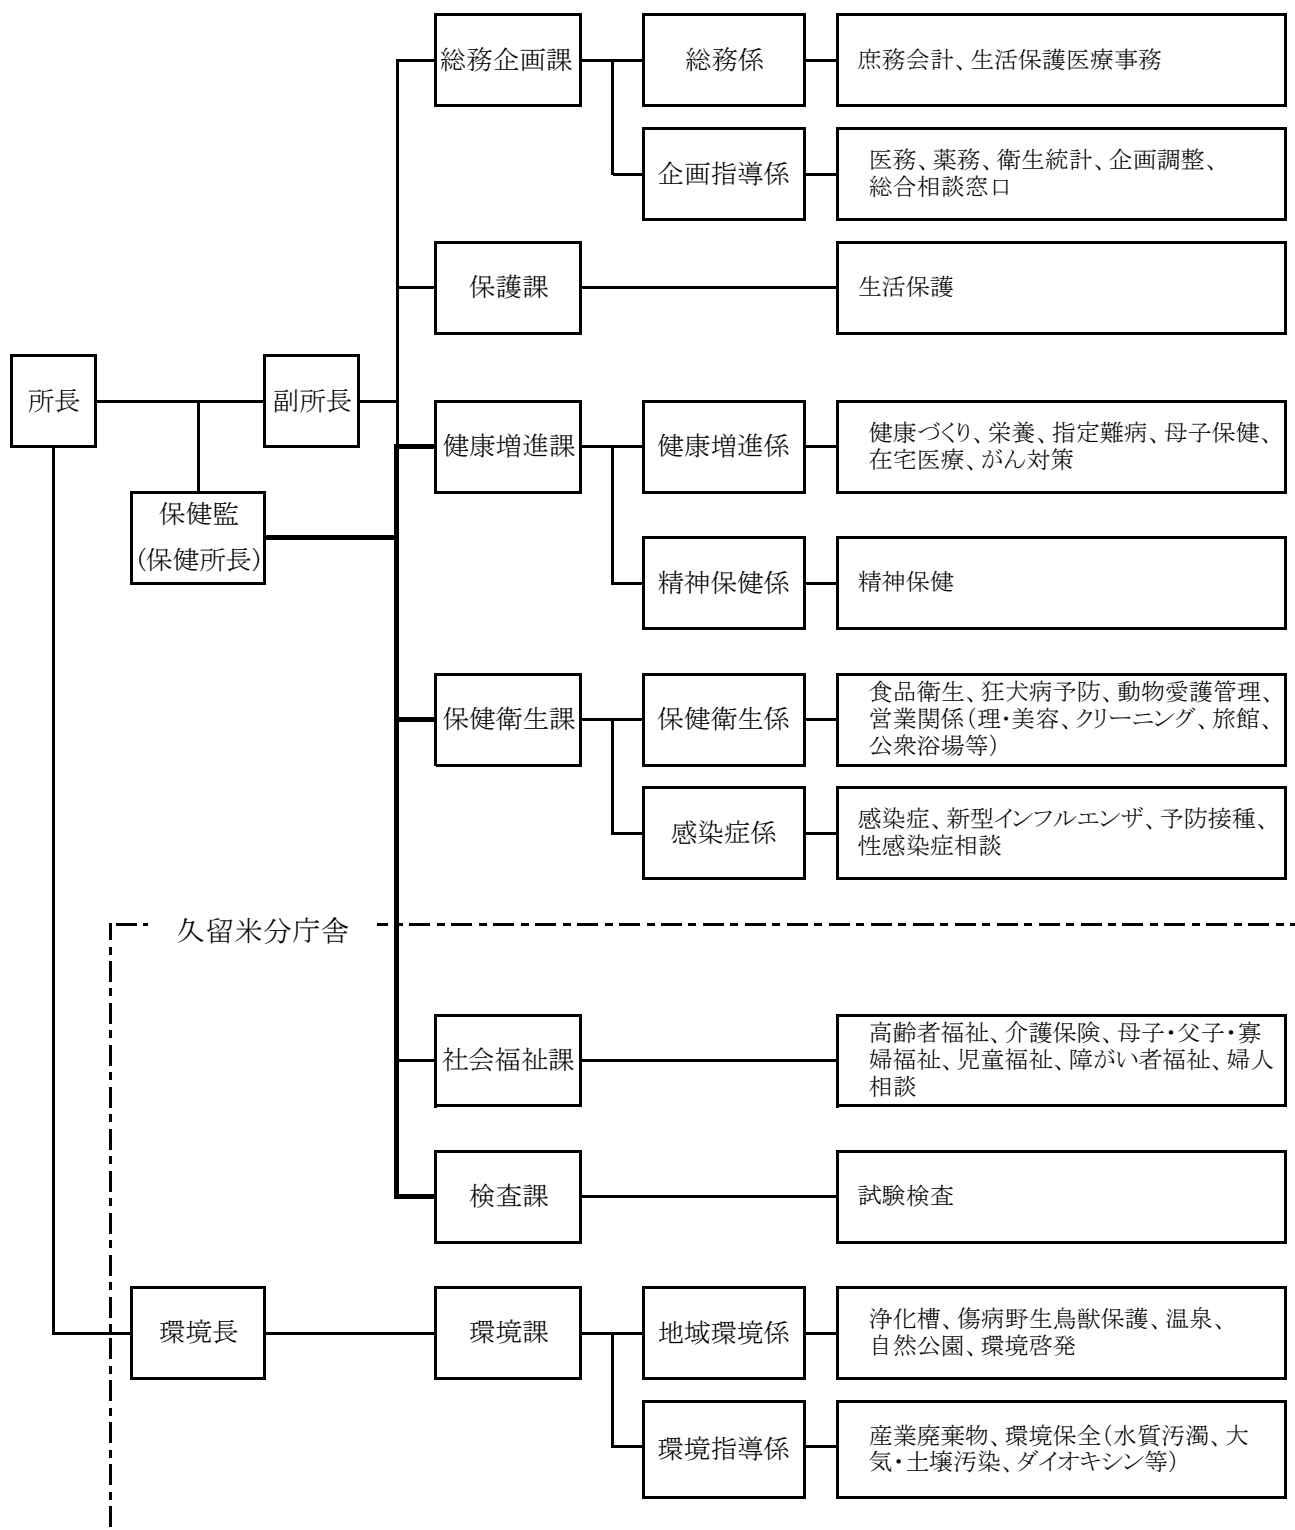 総務企画課
総務係
庶務会計、生活保護医療事務
企画指導係
医務、薬務、衛生統計、企画調整、
総合相談窓口
保護課
生活保護
所長
副所長
保健監
(保健所長)
健康増進課
健康増進係
健康づくり、栄養、指定難病、母子保健、
在宅医療、がん対策
精神保健係
精神保健
保健衛生課
保健衛生係
食品衛生、狂犬病予防、動物愛護管理、
営業関係(理・美容、クリーニング、旅館、
公衆浴場等)
感染症係
感染症、新型インフルエンザ、予防接種、
性感染症相談
久留米分庁舎
社会福祉課
高齢者福祉、介護保険、母子・父子・寡
婦福祉、児童福祉、障がい者福祉、婦人
相談
検査課
試験検査
環境長
環境課
地域環境係
浄化槽、傷病野生鳥獣保護、温泉、
自然公園、環境啓発
環境指導係
産業廃棄物、環境保全(水質汚濁、大
気・土壌汚染、ダイオキシン等)